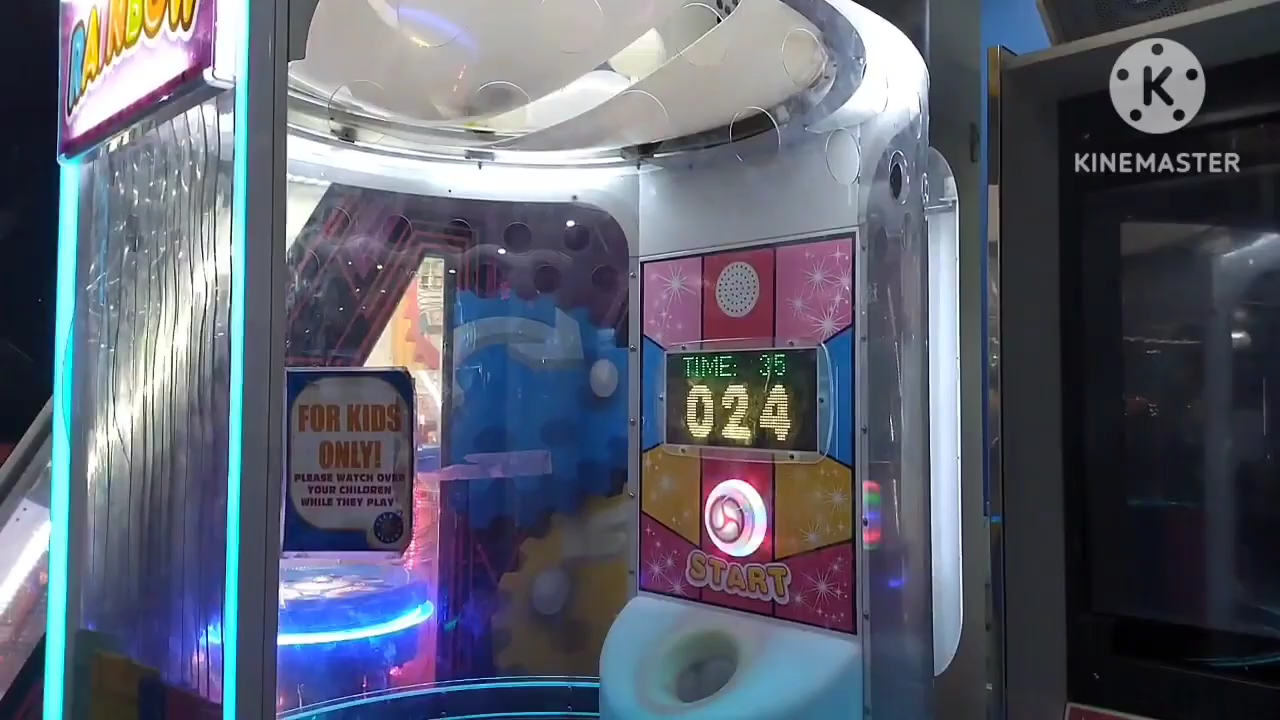 RAINBOW
K
KINEMASTER
TIME: 35
024
FOR KIDS
ONLY!
PLEASE WATCH OVER
YOUR CHILDREN
WHILE THEY PLAY
START